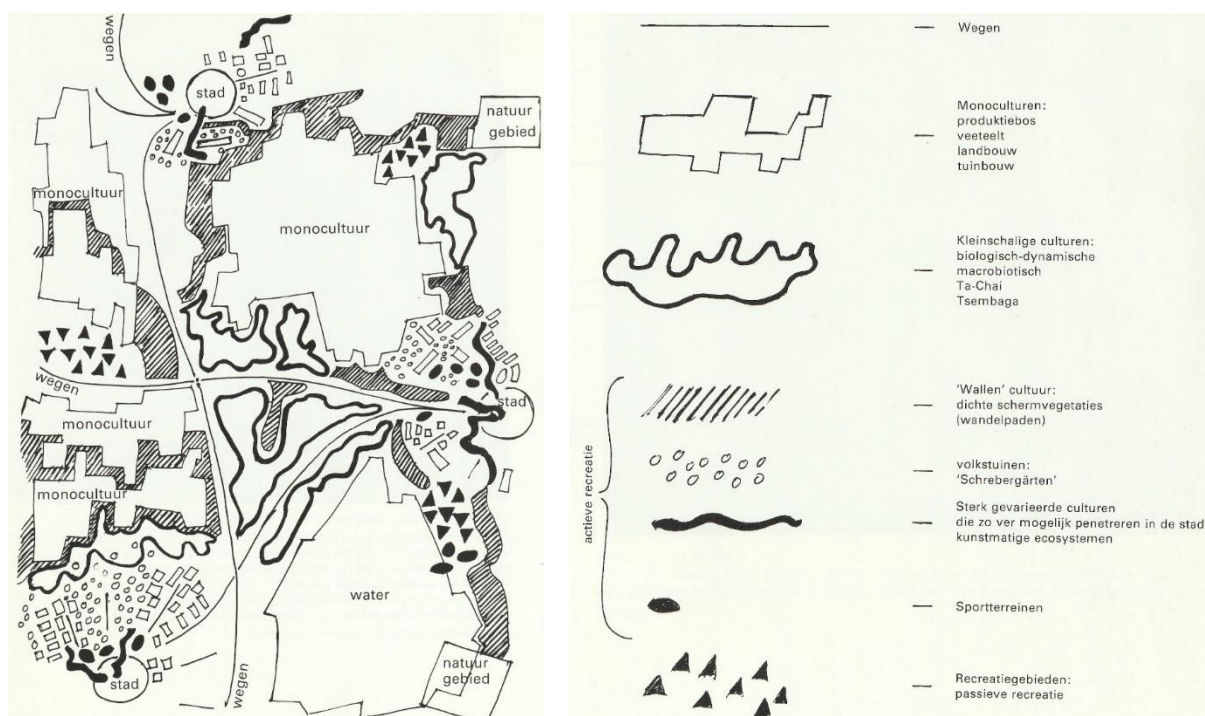 wegen
stad
natuur
gebied
monocultuur
monocultuur
wegen
stad
monocultuur
monocultuur
water
natuur
gebied
stad
wegen
Wegen
Monoculturen:
produktiebos
veeteelt
landbouw
tuinbouw
Kleinschalige culturen:
biologisch-dynamische
macrobiotisch
Ta-Chai
Tsembaga
actieve recreatie
'Wallen' cultuur:
dichte schermvegetaties
(wandelpaden)
volkstuinen:
'Schrebergärten'
Sterk gevarieerde culturen
die zo ver mogelijk penetreren in de stad
kunstmatige ecosystemen
Sportterreinen
Recreatiegebieden:
passieve recreatie